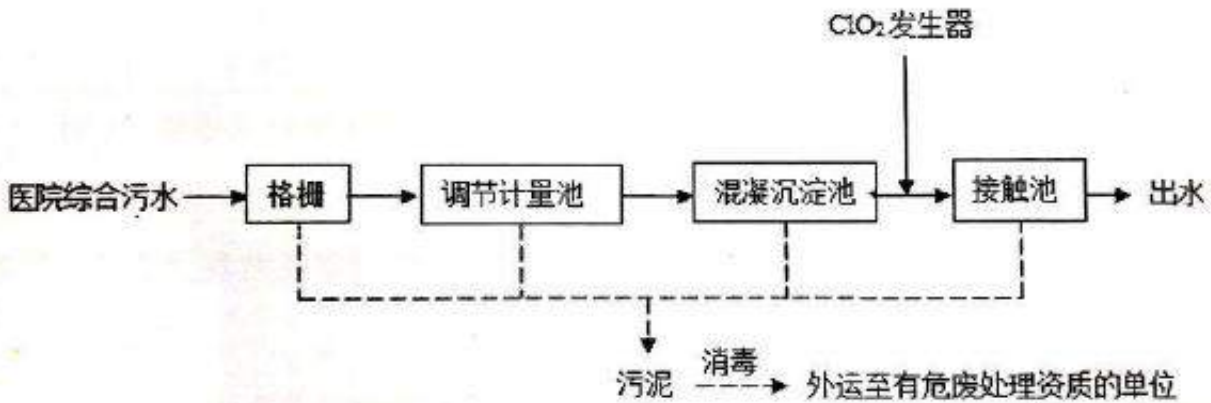 ClO₂发生器
医院综合污水
格栅
调节计量池
混凝沉淀池
接触池
出水
污泥
消毒
外运至有危废处理资质的单位